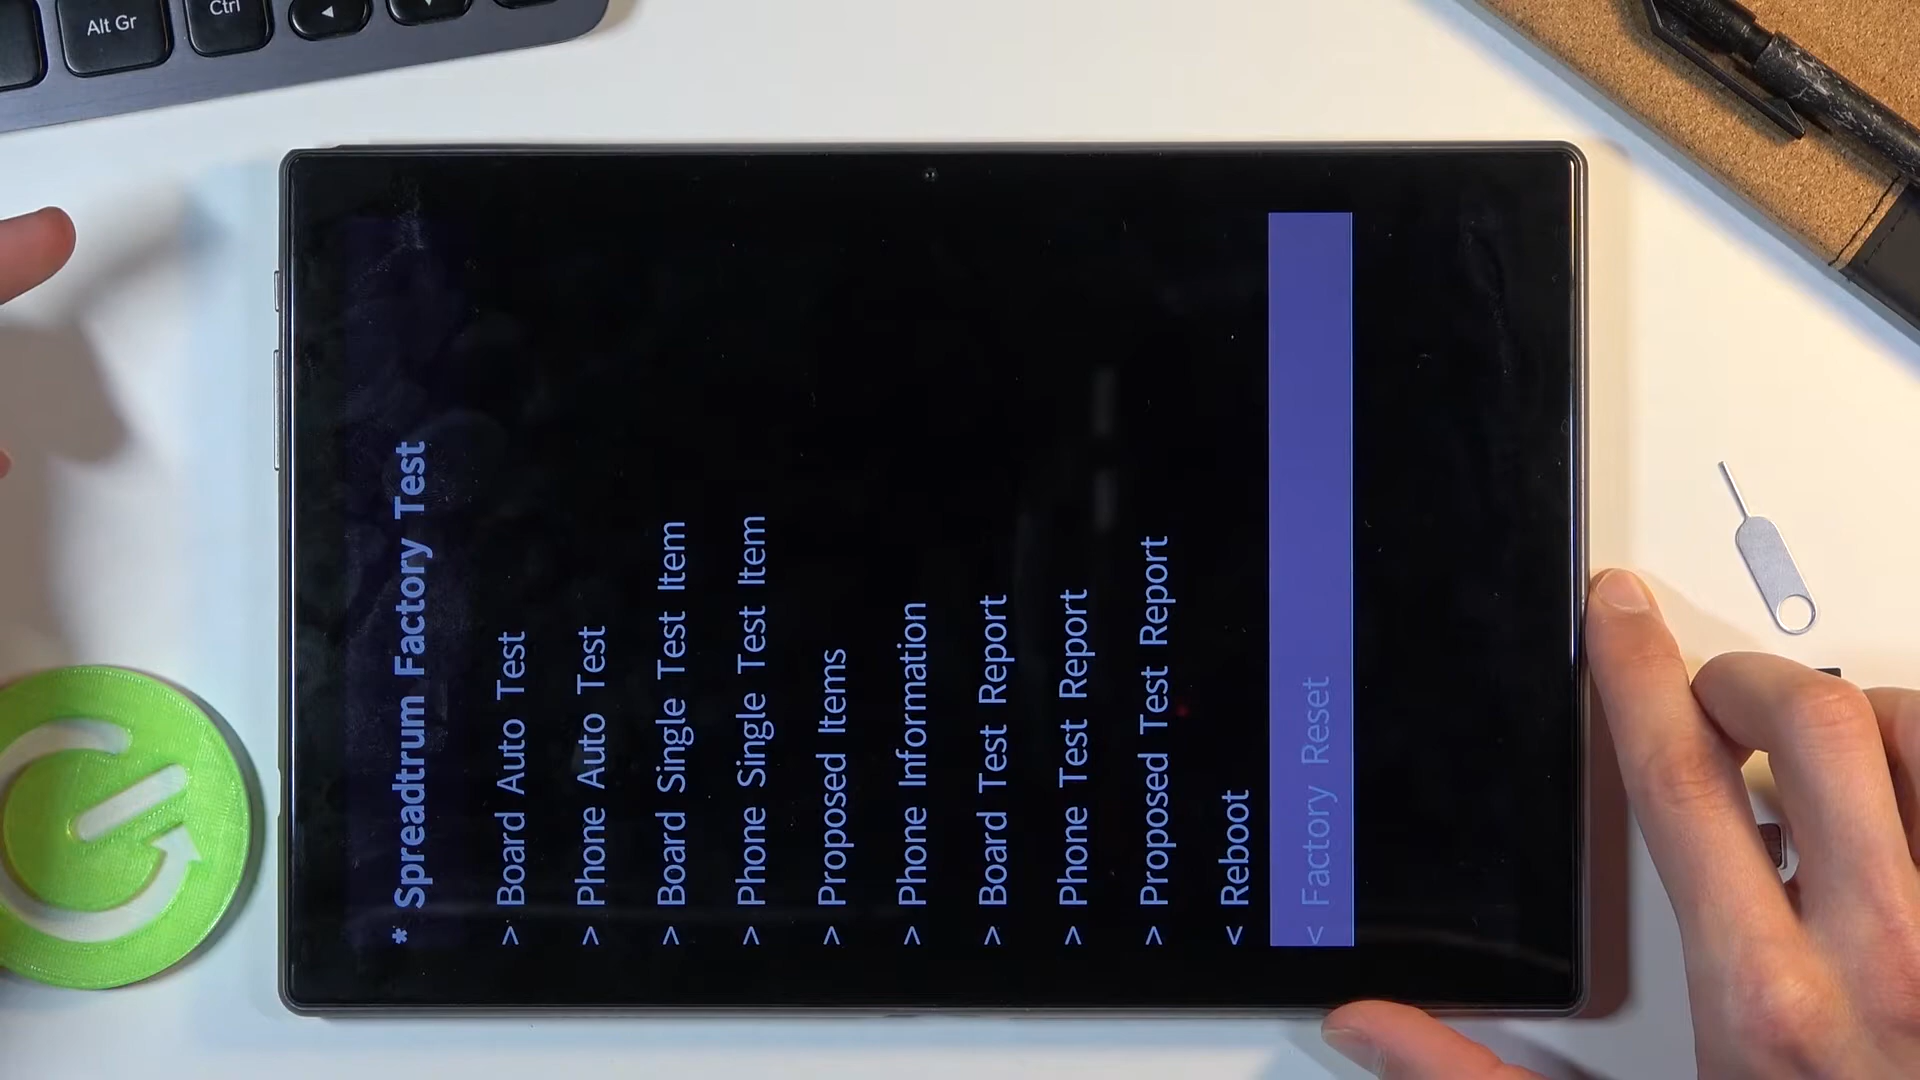 Alt Gr
Ctrl
* Spreadtrum Factory Test
> Board Auto Test
> Phone Auto Test
> Board Single Test Item
> Phone Single Test Item
> Proposed Items
> Phone Information
> Board Test Report
> Phone Test Report
> Proposed Test Report
< Reboot
< Factory Reset